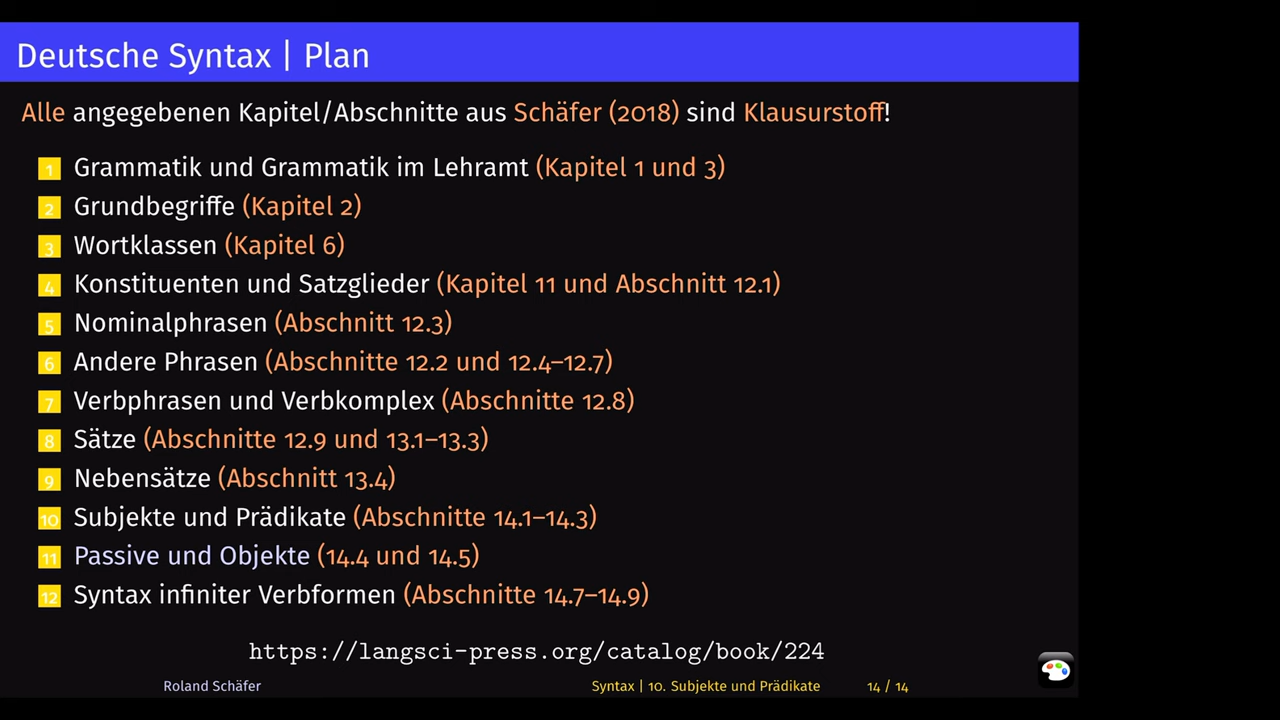 Deutsche Syntax | Plan
Alle angegebenen Kapitel/Abschnitte aus Schäfer (2018) sind Klausurstoff!
1 Grammatik und Grammatik im Lehramt (Kapitel 1 und 3)
2 Grundbegriffe (Kapitel 2)
3 Wortklassen (Kapitel 6)
4 Konstituenten und Satzglieder (Kapitel 11 und Abschnitt 12.1)
5 Nominalphrasen (Abschnitt 12.3)
6 Andere Phrasen (Abschnitte 12.2 und 12.4–12.7)
7 Verbphrasen und Verbkomplex (Abschnitte 12.8)
8 Sätze (Abschnitte 12.9 und 13.1–13.3)
9 Nebensätze (Abschnitt 13.4)
10 Subjekte und Prädikate (Abschnitte 14.1–14.3)
11 Passive und Objekte (14.4 und 14.5)
12 Syntax infiniter Verbformen (Abschnitte 14.7–14.9)
https://langsci-press.org/catalog/book/224
Roland Schäfer Syntax | 10. Subjekte und Prädikate 14 / 14